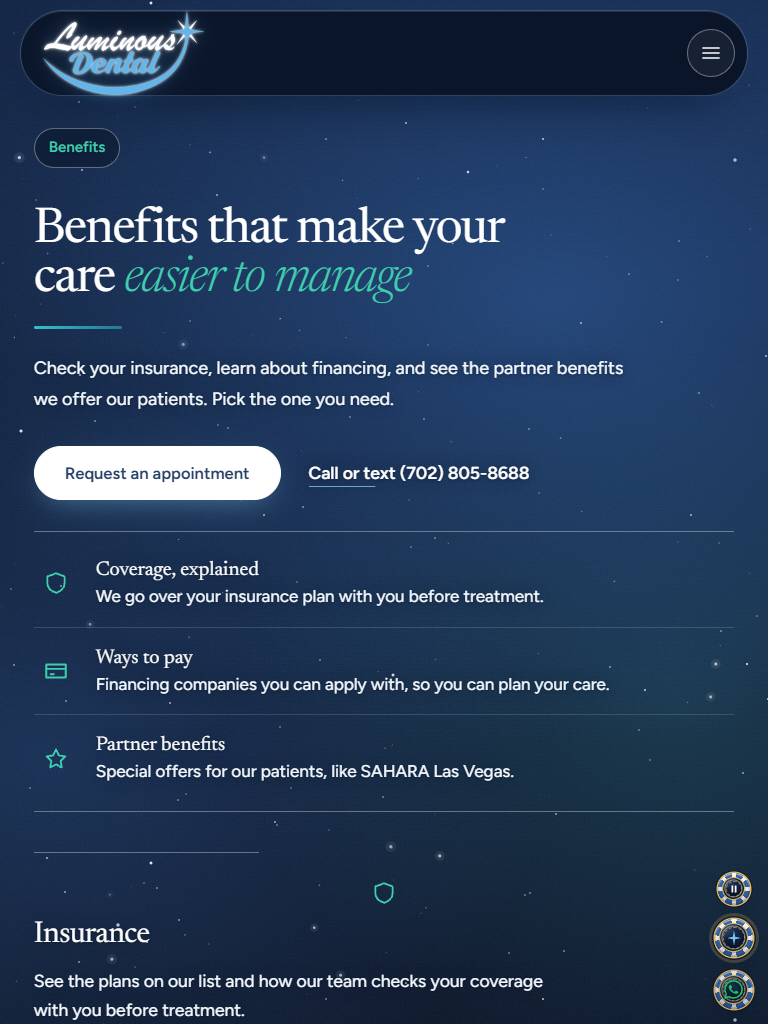 Luminous
Dental
Benefits
Benefits that make your
care easier to manage
Check your insurance, learn about financing, and see the partner benefits
we offer our patients. Pick the one you need.
Request an appointment
Call or text (702) 805-8688
Coverage, explained
We go over your insurance plan with you before treatment.
Ways to pay
Financing companies you can apply with, so you can plan your care.
Partner benefits
Special offers for our patients, like SAHARA Las Vegas.
Insurance
See the plans on our list and how our team checks your coverage
with you before treatment.